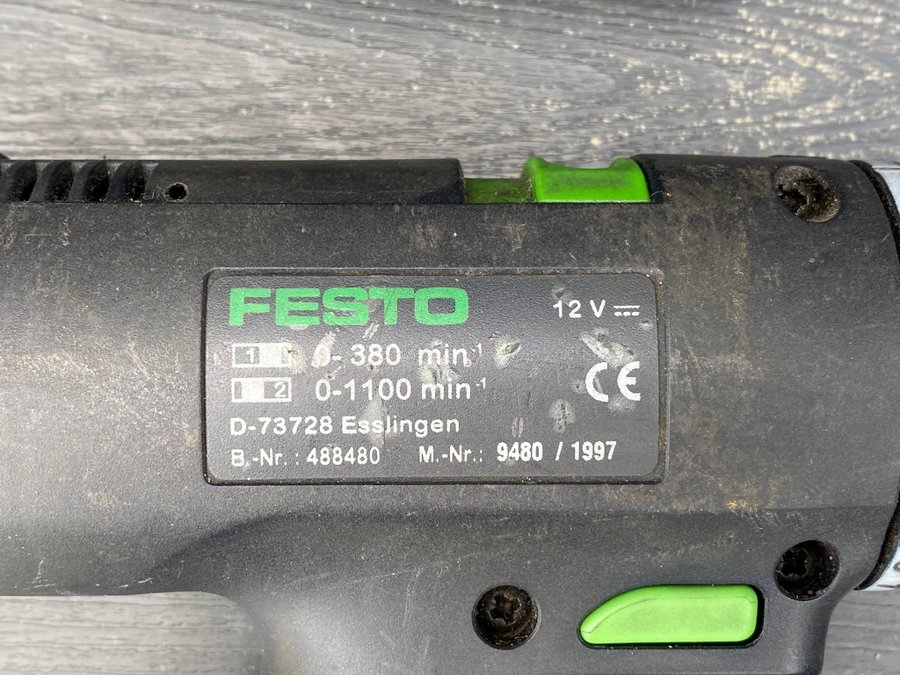 FESTO
12 V
1 0- 380 min-1
2 0-1100 min-1
CE
D-73728 Esslingen
B.-Nr.: 488480 M.-Nr.: 9480 / 1997